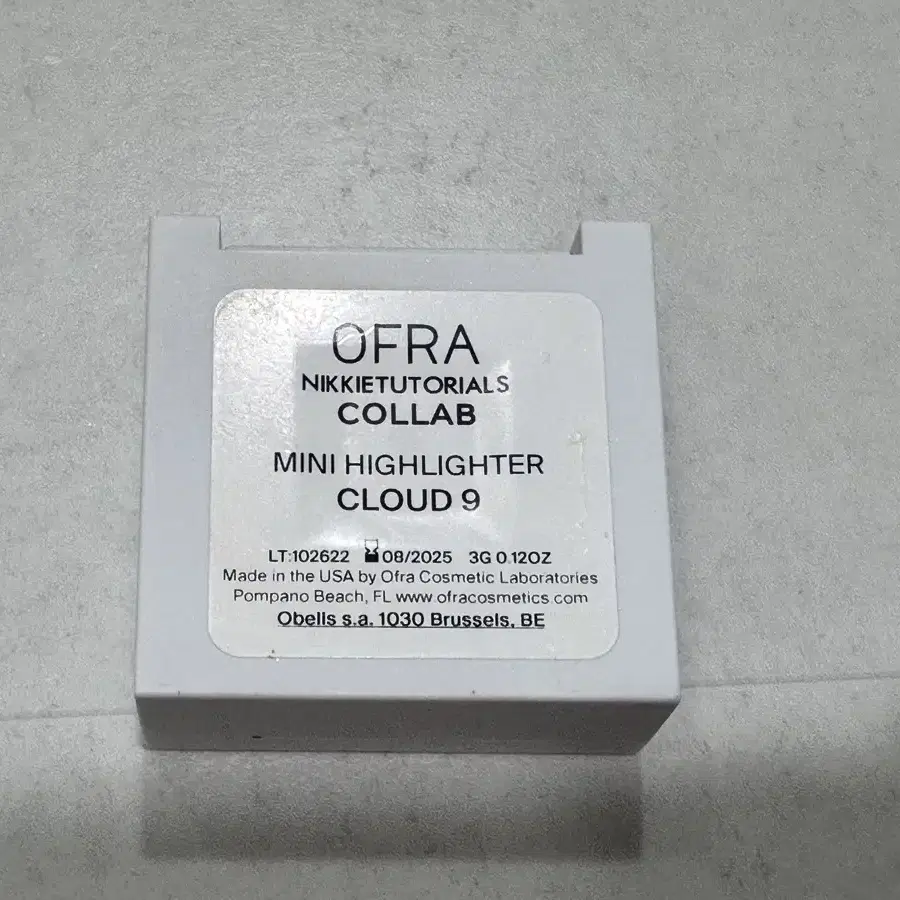 OFRA
NIKKIETUTORIALS
COLLAB
MINI HIGHLIGHTER
CLOUD 9
LT:102622 08/2025 3G 0.12OZ
Made in the USA by Ofra Cosmetic Laboratories
Pompano Beach, FL www.ofracosmetics.com
Obells s.a. 1030 Brussels, BE